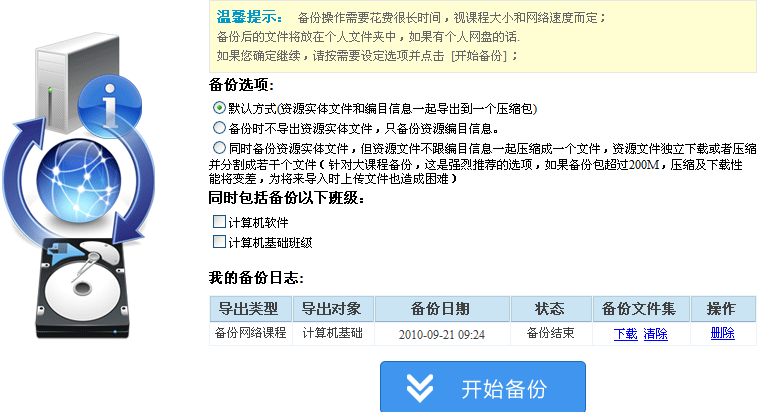 温馨提示： 备份操作需要花费很长时间，视课程大小和网络速度而定；
备份后的文件将放在个人文件夹中，如果有个人网盘的话.
如果您确定继续，请按需要设定选项并点击 [开始备份]；
备份选项:
默认方式(资源实体文件和编目信息一起导出到一个压缩包)
备份时不导出资源实体文件，只备份资源编目信息。
同时备份资源实体文件，但资源文件不跟编目信息一起压缩成一个文件，资源文件独立下载或者压缩
并分割成若干个文件（针对大课程备份，这是强烈推荐的选项，如果备份包超过200M，压缩及下载性
能将变差，为将来导入时上传文件也造成困难）
同时包括备份以下班级：
计算机软件
计算机基础班级
我的备份日志:
导出类型 导出对象 备份日期 状态 备份文件集 操作
备份网络课程 计算机基础 2010-09-21 09:24 备份结束 下载 清除 删除
开始备份